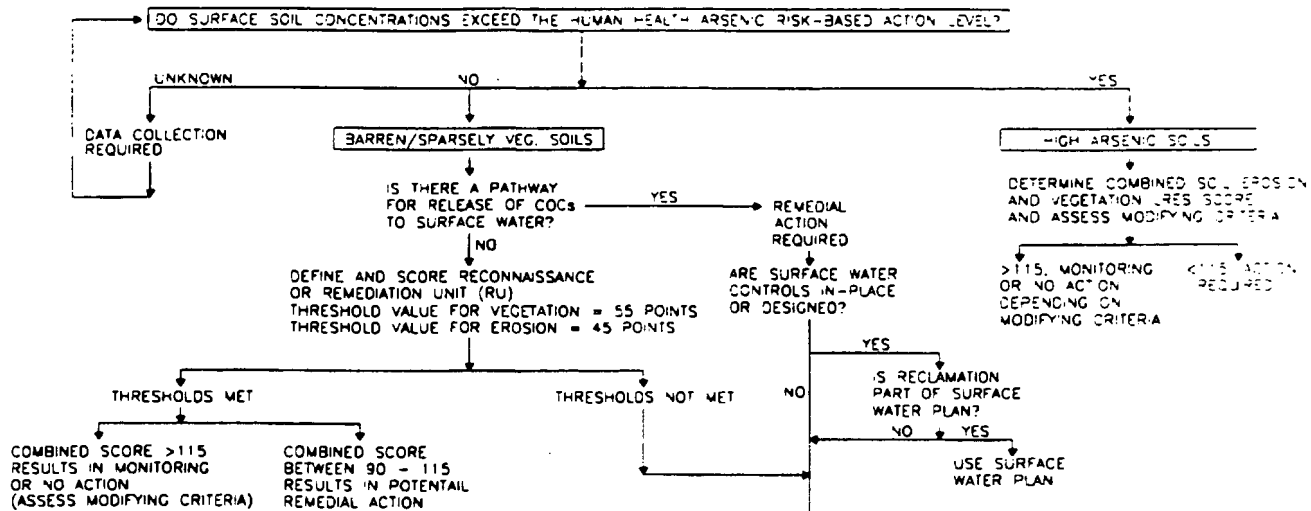 DO SURFACE SOIL CONCENTRATIONS EXCEED THE HUMAN HEALTH ARSENIC RISK-BASED ACTION LEVEL?
UNKNOWN
NO
YES
DATA COLLECTION
REQUIRED
BARREN/SPARSELY VEG. SOILS
HIGH ARSENIC SOILS
IS THERE A PATHWAY
FOR RELEASE OF COCs
TO SURFACE WATER?
YES
REMEDIAL
ACTION
REQUIRED
DETERMINE COMBINED SOIL EROSION
AND VEGETATION LRES SCORE
AND ASSESS MODIFYING CRITERIA
NO
DEFINE AND SCORE RECONNAISSANCE
OR REMEDIATION UNIT (RU)
THRESHOLD VALUE FOR VEGETATION = 55 POINTS
THRESHOLD VALUE FOR EROSION = 45 POINTS
ARE SURFACE WATER
CONTROLS IN-PLACE
OR DESIGNED?
>115, MONITORING
OR NO ACTION
DEPENDING ON
MODIFYING CRITERIA
<115, ACTION
REQUIRED
YES
THRESHOLDS MET
THRESHOLDS NOT MET
NO
IS RECLAMATION
PART OF SURFACE
WATER PLAN?
NO
YES
COMBINED SCORE >115
RESULTS IN MONITORING
OR NO ACTION
(ASSESS MODIFYING CRITERIA)
COMBINED SCORE
BETWEEN 90 - 115
RESULTS IN POTENTAIL
REMEDIAL ACTION
USE SURFACE
WATER PLAN